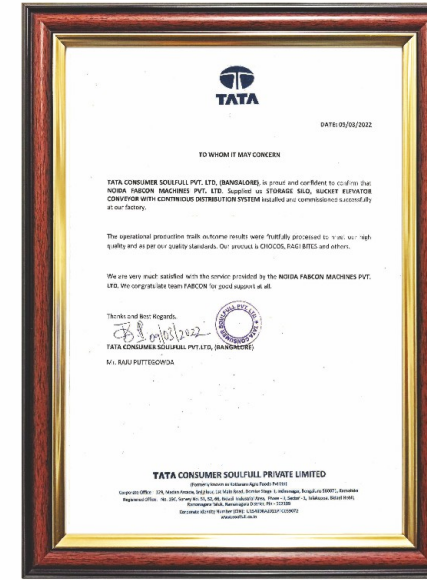 TATA
DATE: 09/03/2022
TO WHOM IT MAY CONCERN
TATA CONSUMER SOULFULL PVT. LTD, (BANGALORE), is proud and confident to confirm that
NOIDA FABCON MACHINES PVT. LTD. Supplied us STORAGE SILO, BUCKET ELEVATOR
CONVEYOR WITH CONTINIOUS DISTRIBUTION SYSTEM installed and commissioned successfully
at our factory.
The operational production trails outcome results were fruitfully processed to meet our high
quality and as per our quality standards. Our product is CHOCOS, RAGI BITES and others.
We are very much satisfied with the service provided by the NOIDA FABCON MACHINES PVT.
LTD. We congratulate team FABCON for good support at all.
Thanks and Best Regards,
09/03/2022
TATA CONSUMER SOULFULL PVT.LTD, (BANGALORE)
Mr. RAJU PUTTEGOWDA
TATA CONSUMER SOULFULL PRIVATE LIMITED